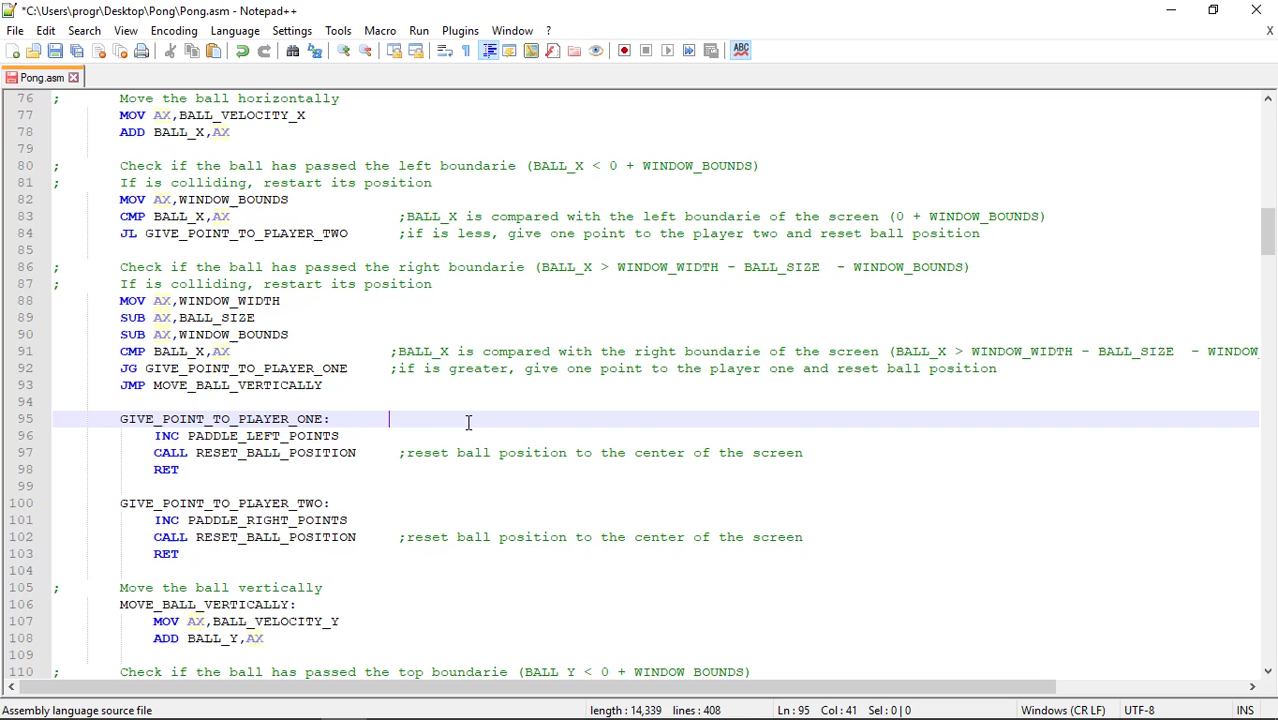 *C:\Users\progr\Desktop\Pong\Pong.asm - Notepad++
File Edit Search View Encoding Language Settings Tools Macro Run Plugins Window ? X
ABC
Pong.asm
76 ; Move the ball horizontally
77 MOV AX,BALL_VELOCITY_X
78 ADD BALL_X,AX
79
80 ; Check if the ball has passed the left boundarie (BALL_X < 0 + WINDOW_BOUNDS)
81 ; If is colliding, restart its position
82 MOV AX,WINDOW_BOUNDS
83 CMP BALL_X,AX ;BALL_X is compared with the left boundarie of the screen (0 + WINDOW_BOUNDS)
84 JL GIVE_POINT_TO_PLAYER_TWO ;if is less, give one point to the player two and reset ball position
85
86 ; Check if the ball has passed the right boundarie (BALL_X > WINDOW_WIDTH - BALL_SIZE  - WINDOW_BOUNDS)
87 ; If is colliding, restart its position
88 MOV AX,WINDOW_WIDTH
89 SUB AX,BALL_SIZE
90 SUB AX,WINDOW_BOUNDS
91 CMP BALL_X,AX ;BALL_X is compared with the right boundarie of the screen (BALL_X > WINDOW_WIDTH - BALL_SIZE  - WINDOW_
92 JG GIVE_POINT_TO_PLAYER_ONE ;if is greater, give one point to the player one and reset ball position
93 JMP MOVE_BALL_VERTICALLY
94
95 GIVE_POINT_TO_PLAYER_ONE:
96 INC PADDLE_LEFT_POINTS
97 CALL RESET_BALL_POSITION ;reset ball position to the center of the screen
98 RET
99
100 GIVE_POINT_TO_PLAYER_TWO:
101 INC PADDLE_RIGHT_POINTS
102 CALL RESET_BALL_POSITION ;reset ball position to the center of the screen
103 RET
104
105 ; Move the ball vertically
106 MOVE_BALL_VERTICALLY:
107 MOV AX,BALL_VELOCITY_Y
108 ADD BALL_Y,AX
109
110 ; Check if the ball has passed the top boundarie (BALL_Y < 0 + WINDOW_BOUNDS)
Assembly language source file length : 14,339 lines : 408 Ln : 95 Col : 41 Sel : 0 | 0 Windows (CR LF) UTF-8 INS